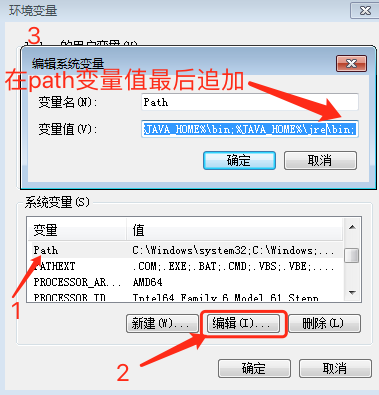 环境变量
3
的用户变量(U)
编辑系统变量
在path变量值最后追加
变量名(N):
Path
变量值(V):
%JAVA_HOME%\bin;%JAVA_HOME%\jre\bin;
确定
取消
系统变量(S)
变量
值
Path
C:\Windows\system32;C:\Windows;...
PATHEXT
.COM;.EXE;.BAT;.CMD;.VBS;.VBE;....
PROCESSOR_AR...
AMD64
PROCESSOR_ID
Intel64 Family 6 Model 61 Stepp
1
新建(W)...
编辑(I)...
删除(L)
2
确定
取消